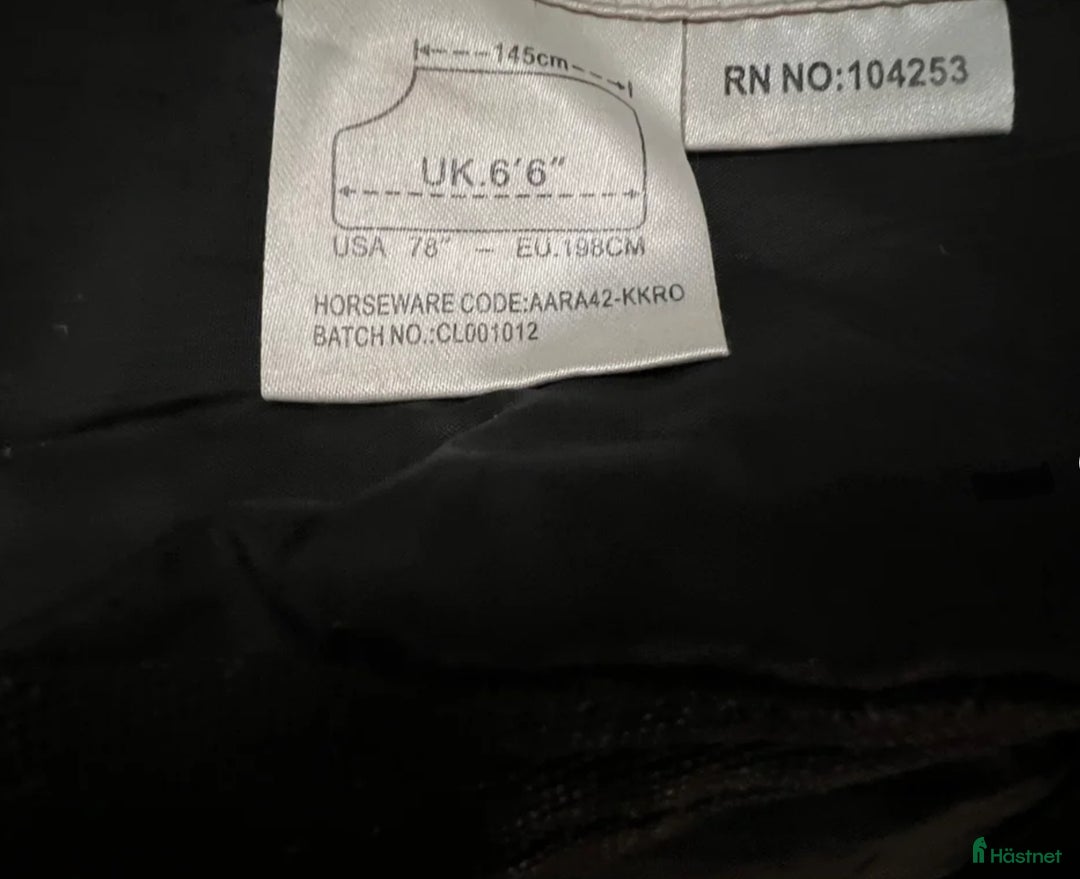 145cm
RN NO:104253
UK.6'6"
USA 78" - EU.198CM
HORSEWARE CODE:AARA42-KKRO
BATCH NO.:CL001012
Hästnet